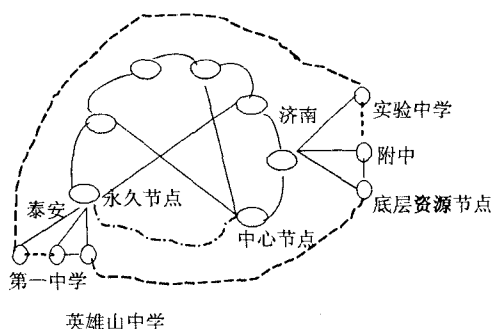 济南
实验中学
附中
底层资源节点
泰安
永久节点
中心节点
第一中学
英雄山中学